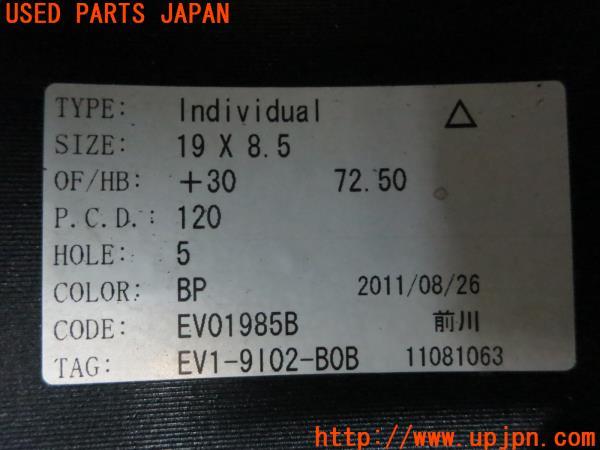 USED PARTS JAPAN
TYPE: Individual △
SIZE: 19 X 8.5
OF/HB: +30 72.50
P.C.D.: 120
HOLE: 5
COLOR: BP 2011/08/26
CODE: EV01985B 前川
TAG: EV1-9I02-B0B 11081063
http://www.upjpn.com/